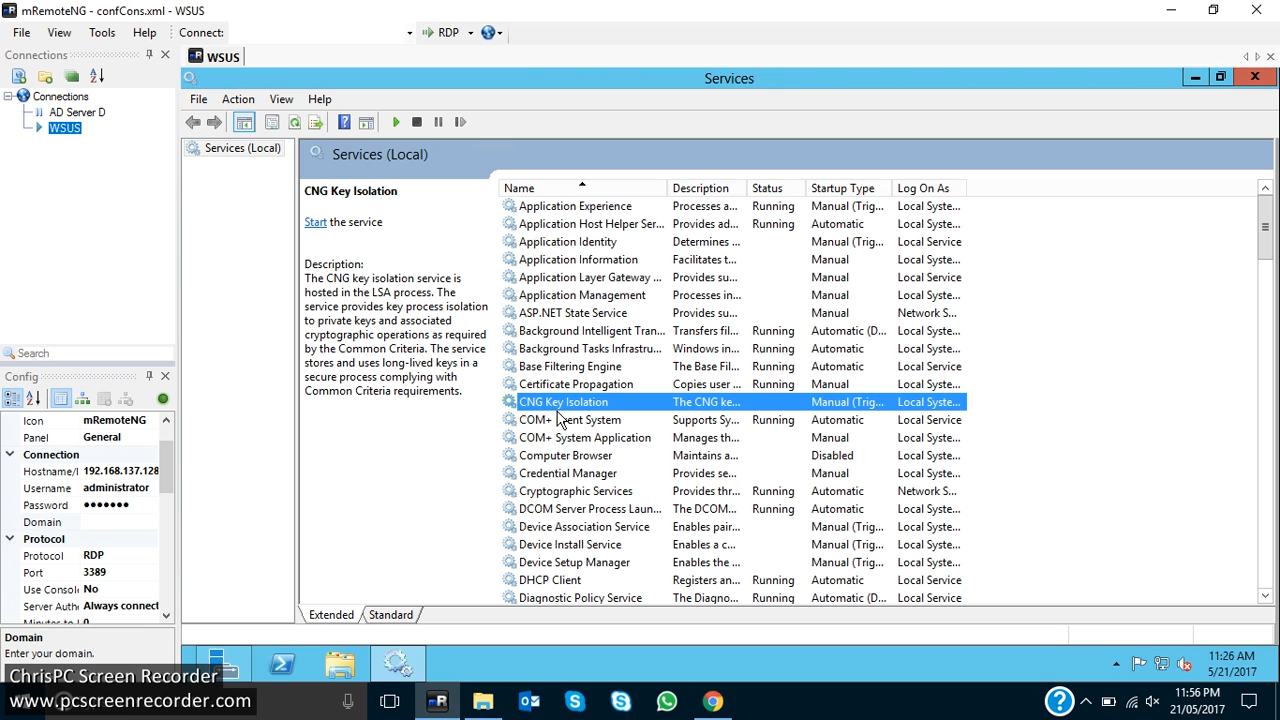 mRemoteNG - confCons.xml - WSUS
File View Tools Help Connect: RDP
Connections
WSUS
Services
Connections
AD Server D
WSUS
File Action View Help
Services (Local)
Services (Local)
CNG Key Isolation
Start the service
Description:
The CNG key isolation service is
hosted in the LSA process. The
service provides key process isolation
to private keys and associated
cryptographic operations as required
by the Common Criteria. The service
stores and uses long-lived keys in a
secure process complying with
Common Criteria requirements.
Name Description Status Startup Type Log On As
Application Experience Processes a... Running Manual (Trig... Local Syste...
Application Host Helper Ser... Provides ad... Running Automatic Local Syste...
Application Identity Determines ... Manual (Trig... Local Service
Application Information Facilitates t... Manual Local Syste...
Application Layer Gateway ... Provides su... Manual Local Service
Application Management Processes in... Manual Local Syste...
ASP.NET State Service Provides su... Manual Network S...
Background Intelligent Tran... Transfers fil... Running Automatic (D... Local Syste...
Background Tasks Infrastru... Windows in... Running Automatic Local Syste...
Base Filtering Engine The Base Fil... Running Automatic Local Service
Certificate Propagation Copies user ... Running Manual Local Syste...
CNG Key Isolation The CNG ke... Manual (Trig... Local Syste...
COM+ Event System Supports Sy... Running Automatic Local Service
COM+ System Application Manages th... Manual Local Syste...
Computer Browser Maintains a... Disabled Local Syste...
Credential Manager Provides se... Manual Local Syste...
Cryptographic Services Provides thr... Running Automatic Network S...
DCOM Server Process Laun... The DCOM... Running Automatic Local Syste...
Device Association Service Enables pair... Manual (Trig... Local Syste...
Device Install Service Enables a c... Manual (Trig... Local Syste...
Device Setup Manager Enables the ... Manual (Trig... Local Syste...
DHCP Client Registers an... Running Automatic Local Service
Diagnostic Policy Service The Diagno... Running Automatic (D... Local Service
Extended Standard
Search
Config
Icon mRemoteNG
Panel General
Connection
Hostname/I 192.168.137.128
Username administrator
Password ●●●●●●●
Domain
Protocol
Protocol RDP
Port 3389
Use Consol No
Server Auth Always connect
Domain
Enter your domain.
ChrisPC Screen Recorder
www.pcscreenrecorder.com
11:26 AM
5/21/2017
11:56 PM
21/05/2017